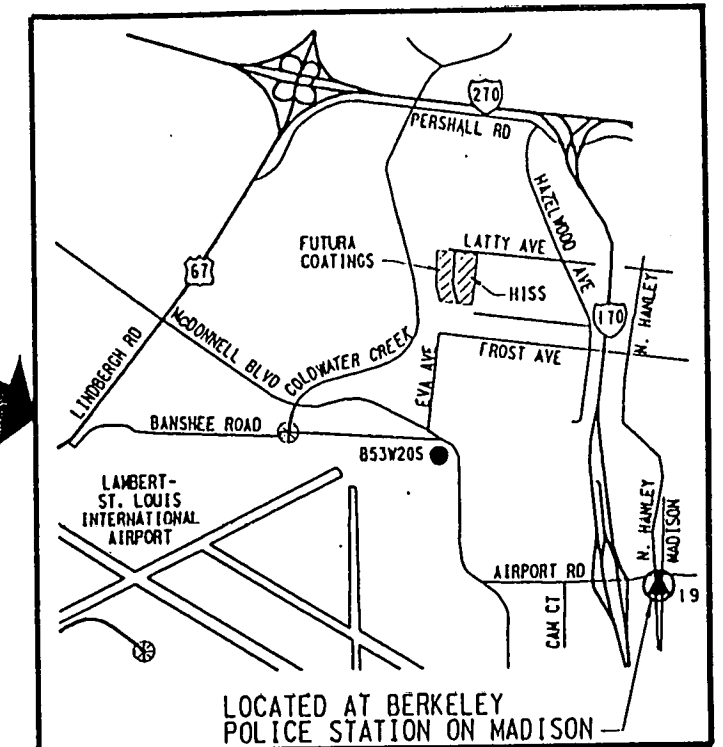 270
PERSHALL RD
HAZELWOOD AVE
FUTURA
COATINGS
LATTY AVE
HISS
67
170
N. HANLEY
LINDBERGH RD
MCDONNELL BLVD
COLDWATER CREEK
EVA AVE
FROST AVE
BANSHEE ROAD
B53W20S
LAMBERT-
ST. LOUIS
INTERNATIONAL
AIRPORT
N. HANLEY
MADISON
AIRPORT RD
19
CAM CT
LOCATED AT BERKELEY
POLICE STATION ON MADISON